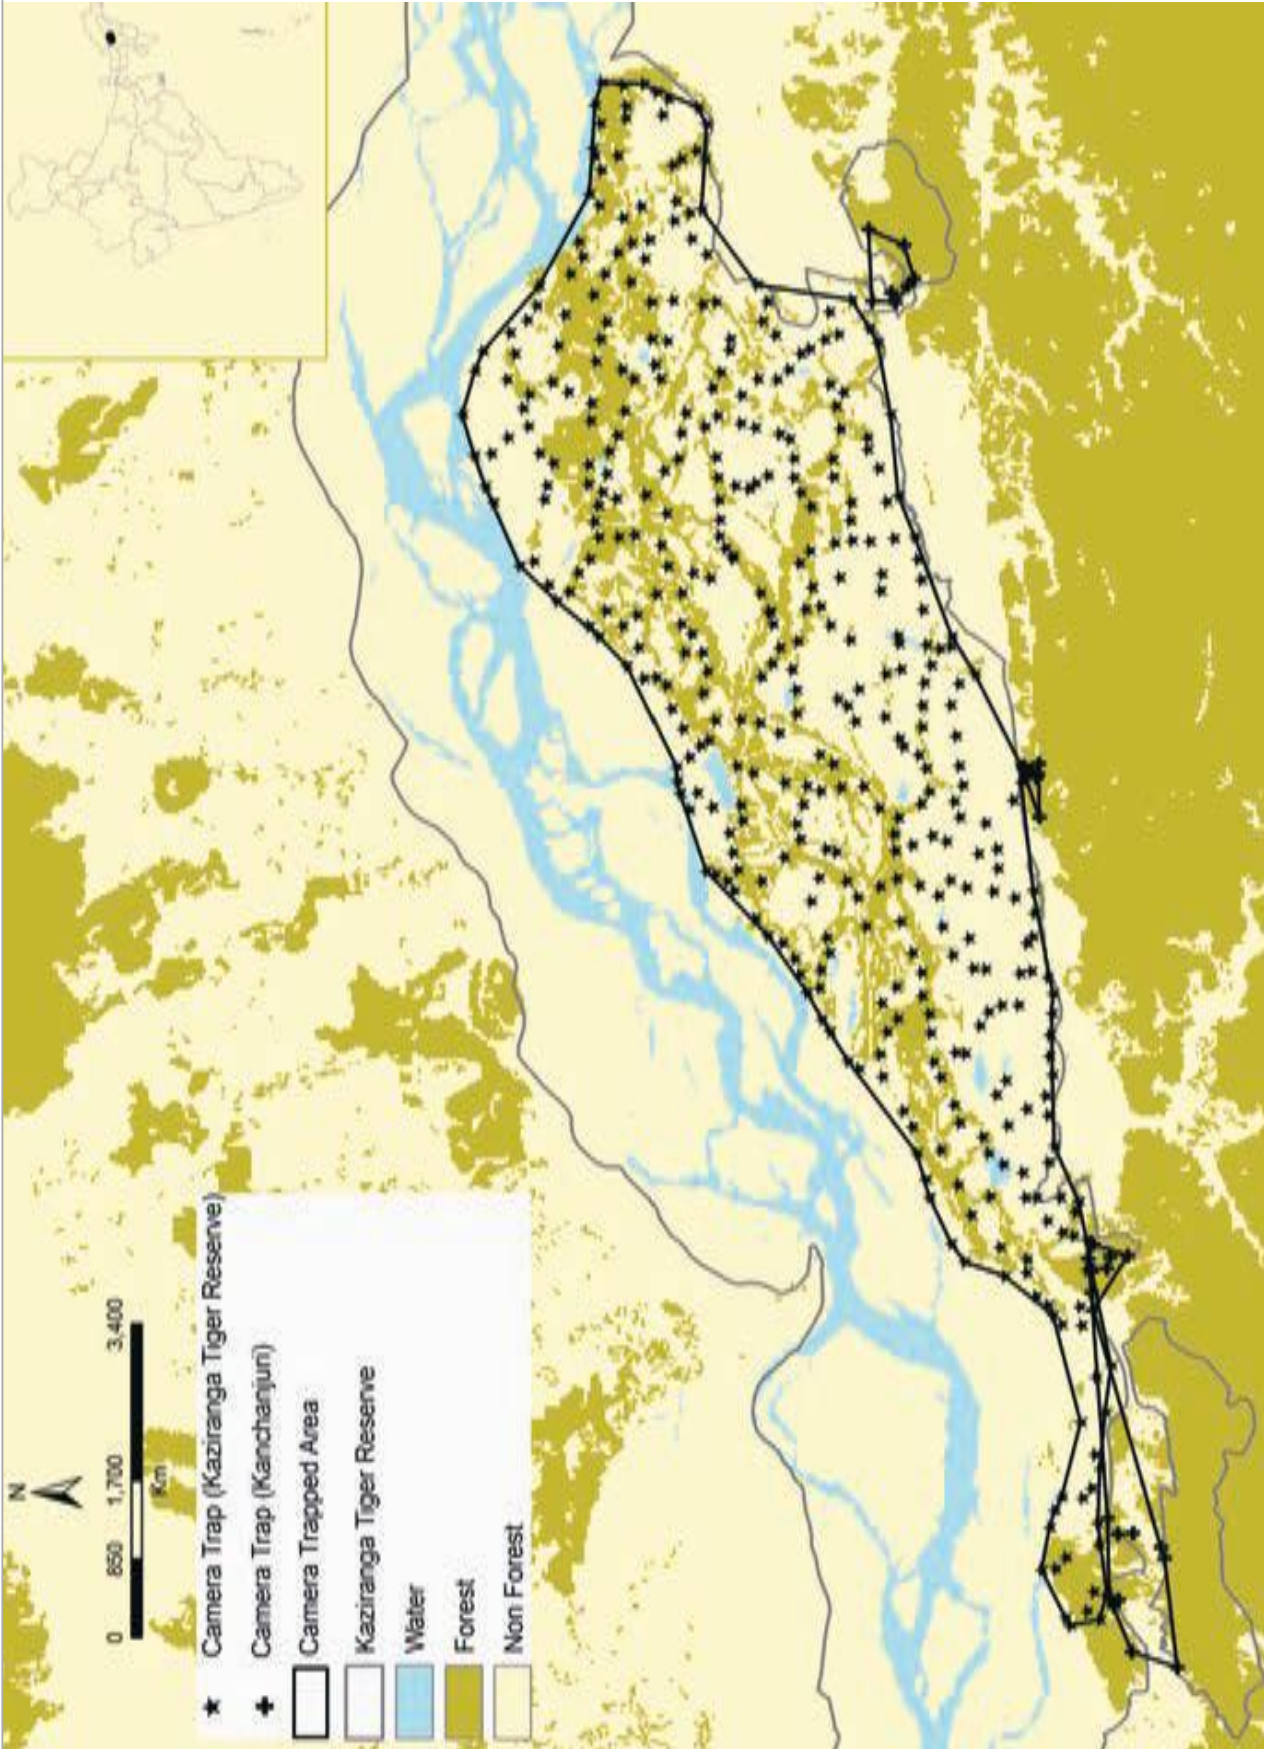 N
0 850 1,700 3,400
Km
Camera Trap (Kaziranga Tiger Reserve)
Camera Trap (Kanchanjuri)
Camera Trapped Area
Kaziranga Tiger Reserve
Water
Forest
Non Forest